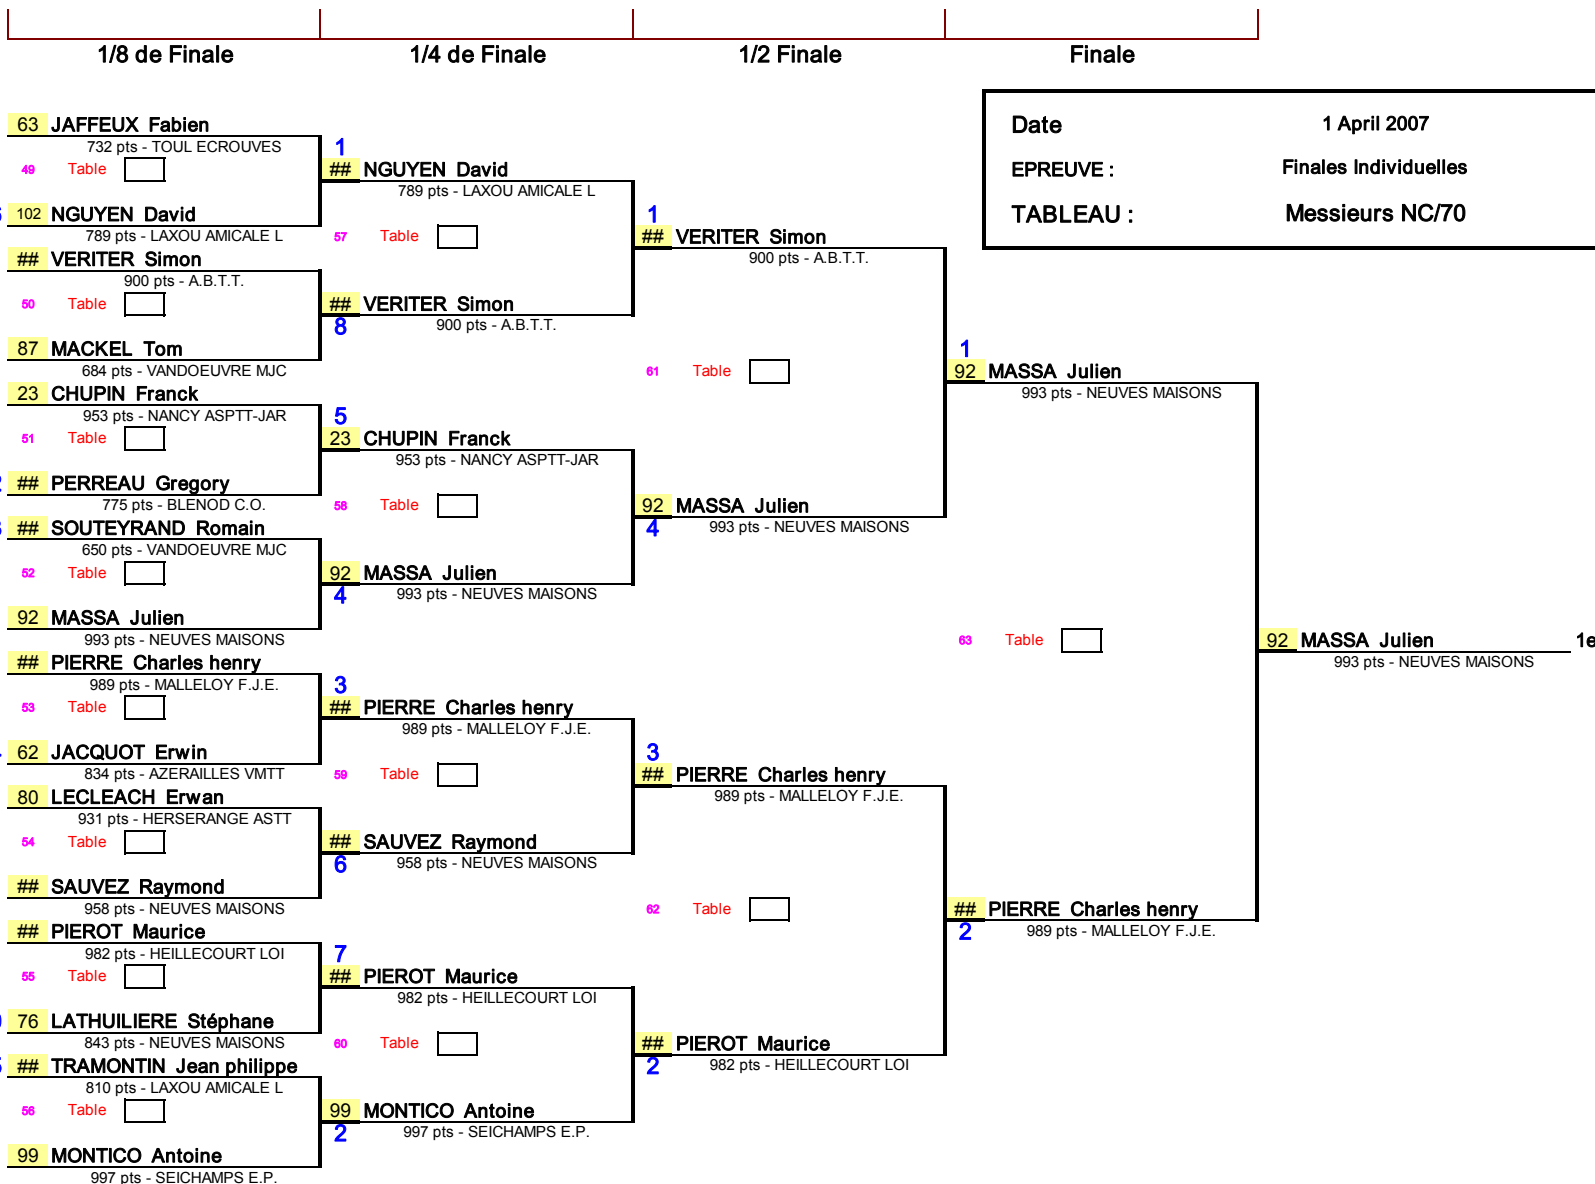 1/8 de Finale 1/4 de Finale 1/2 Finale Finale
Date 1 April 2007
EPREUVE : Finales Individuelles
TABLEAU : Messieurs NC/70
63 JAFFEUX Fabien
732 pts - TOUL ECROUVES
49 Table
102 NGUYEN David
789 pts - LAXOU AMICALE L
## VERITER Simon
900 pts - A.B.T.T.
50 Table
87 MACKEL Tom
684 pts - VANDOEUVRE MJC
23 CHUPIN Franck
953 pts - NANCY ASPTT-JAR
51 Table
## PERREAU Gregory
775 pts - BLENOD C.O.
## SOUTEYRAND Romain
650 pts - VANDOEUVRE MJC
52 Table
92 MASSA Julien
993 pts - NEUVES MAISONS
## PIERRE Charles henry
989 pts - MALLELOY F.J.E.
53 Table
62 JACQUOT Erwin
834 pts - AZERAILLES VMTT
80 LECLEACH Erwan
931 pts - HERSERANGE ASTT
54 Table
## SAUVEZ Raymond
958 pts - NEUVES MAISONS
## PIEROT Maurice
982 pts - HEILLECOURT LOI
55 Table
76 LATHUILIERE Stéphane
843 pts - NEUVES MAISONS
## TRAMONTIN Jean philippe
810 pts - LAXOU AMICALE L
56 Table
99 MONTICO Antoine
997 pts - SEICHAMPS E.P.
1
## NGUYEN David
789 pts - LAXOU AMICALE L
57 Table
## VERITER Simon
8
900 pts - A.B.T.T.
5
23 CHUPIN Franck
953 pts - NANCY ASPTT-JAR
58 Table
92 MASSA Julien
4
993 pts - NEUVES MAISONS
3
## PIERRE Charles henry
989 pts - MALLELOY F.J.E.
59 Table
## SAUVEZ Raymond
6
958 pts - NEUVES MAISONS
7
## PIEROT Maurice
982 pts - HEILLECOURT LOI
60 Table
99 MONTICO Antoine
2
997 pts - SEICHAMPS E.P.
1
## VERITER Simon
900 pts - A.B.T.T.
61 Table
92 MASSA Julien
4
993 pts - NEUVES MAISONS
3
## PIERRE Charles henry
989 pts - MALLELOY F.J.E.
62 Table
## PIEROT Maurice
2
982 pts - HEILLECOURT LOI
1
92 MASSA Julien
993 pts - NEUVES MAISONS
63 Table
## PIERRE Charles henry
2
989 pts - MALLELOY F.J.E.
92 MASSA Julien 1e
993 pts - NEUVES MAISONS